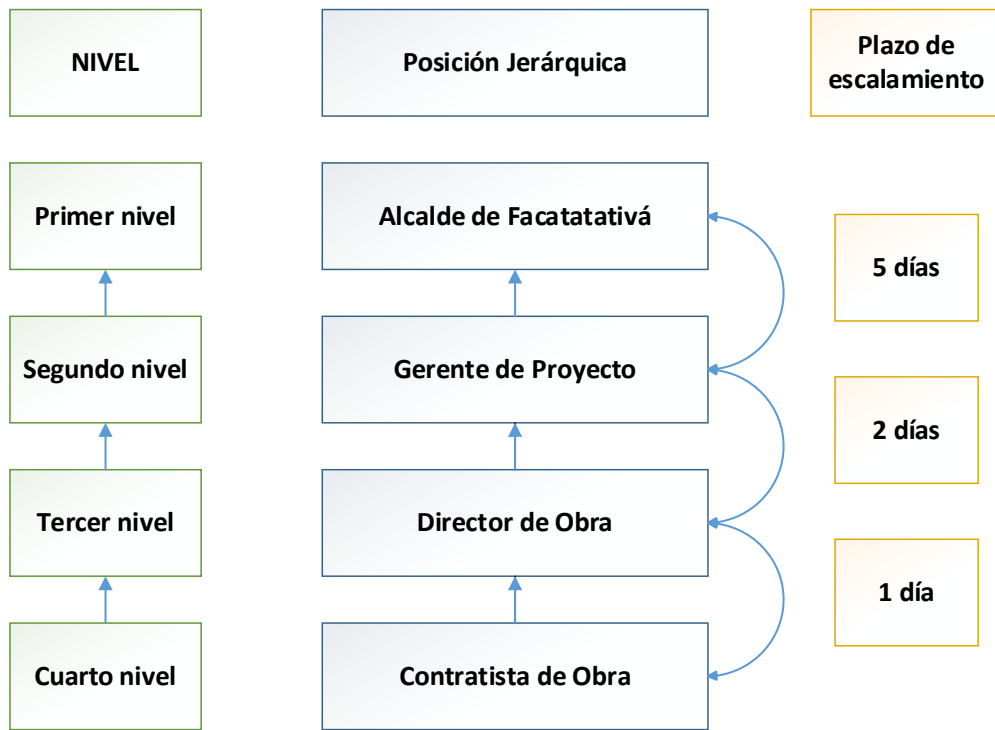 NIVEL
Posición Jerárquica
Plazo de
escalamiento
Primer nivel
Alcalde de Facatatativá
5 días
Segundo nivel
Gerente de Proyecto
2 días
Tercer nivel
Director de Obra
1 día
Cuarto nivel
Contratista de Obra